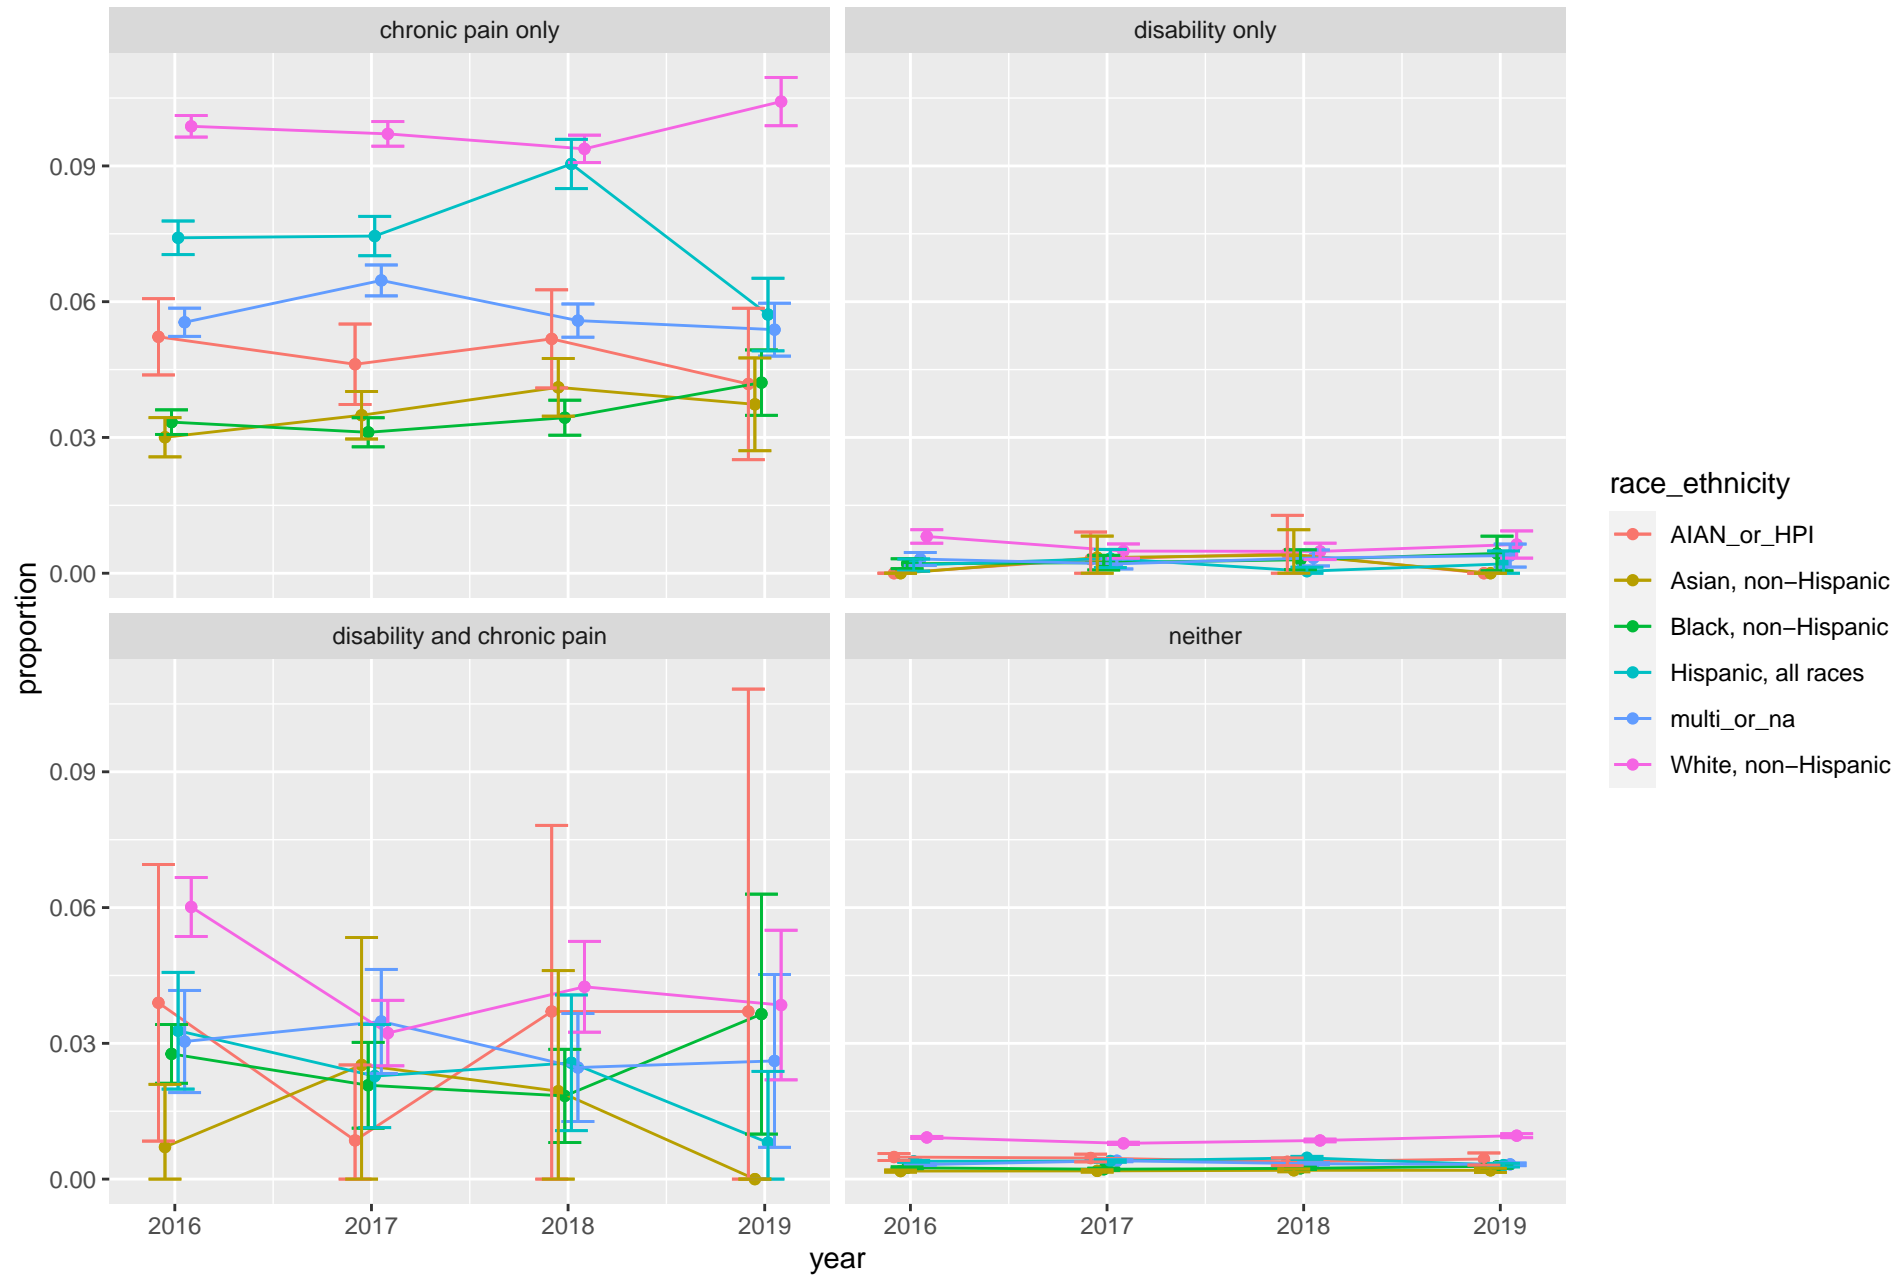 chronic pain only
disability only
0.09
0.06
0.03
0.00
disability and chronic pain
neither
0.09
0.06
0.03
0.00
2016
2017
2018
2019
2016
2017
2018
2019
year
proportion
race_ethnicity
AIAN_or_HPI
Asian, non−Hispanic
Black, non−Hispanic
Hispanic, all races
multi_or_na
White, non−Hispanic